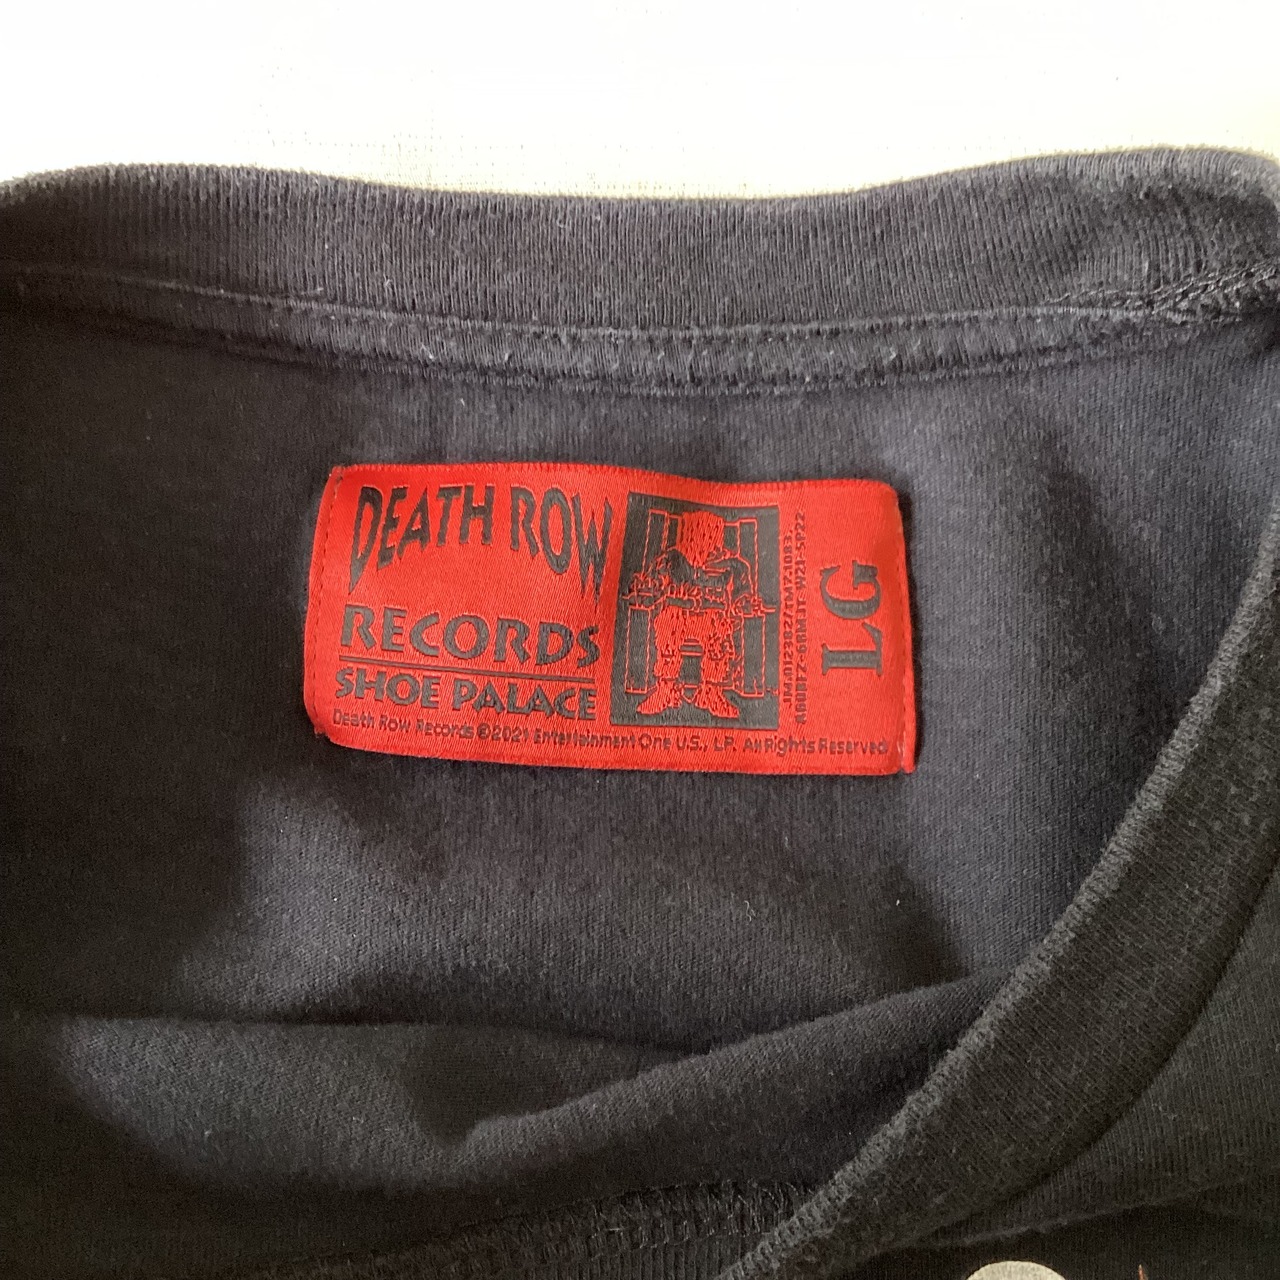 DEATH ROW
RECORDS
SHOE PALACE
Death Row Records ©2021 Entertainment One U.S., LP. All Rights Reserved
LG